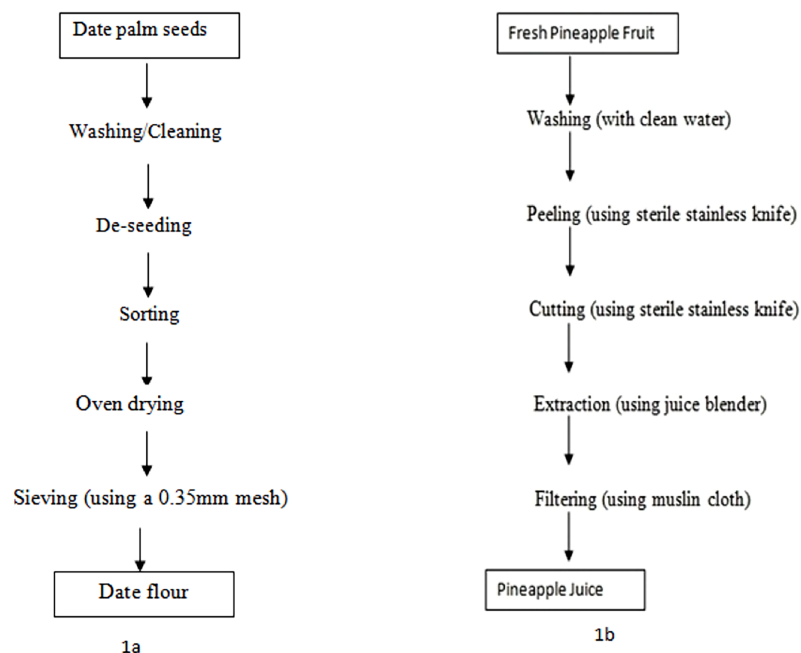 Date palm seeds
Washing/Cleaning
De-seeding
Sorting
Oven drying
Sieving (using a 0.35mm mesh)
Date flour
1a
Fresh Pineapple Fruit
Washing (with clean water)
Peeling (using sterile stainless knife)
Cutting (using sterile stainless knife)
Extraction (using juice blender)
Filtering (using muslin cloth)
Pineapple Juice
1b